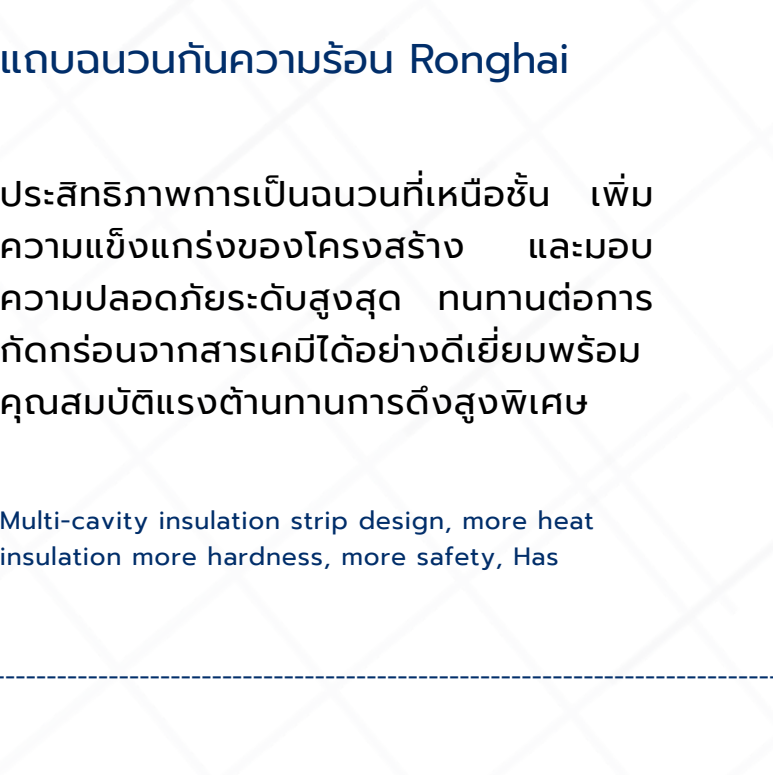 แถบฉนวนกันความร้อน Ronghai
ประสิทธิภาพการเป็นฉนวนที่เหนือชั้น เพิ่ม
ความแข็งแกร่งของโครงสร้าง และมอบ
ความปลอดภัยระดับสูงสุด ทนทานต่อการ
กัดกร่อนจากสารเคมีได้อย่างดีเยี่ยมพร้อม
คุณสมบัติแรงต้านทานการดึงสูงพิเศษ
Multi-cavity insulation strip design, more heat
insulation more hardness, more safety, Has